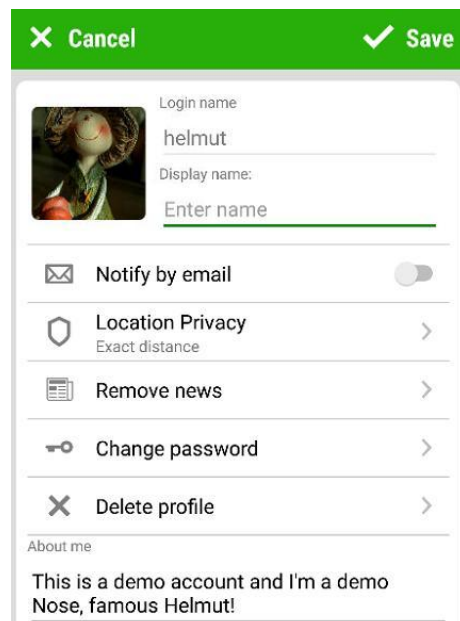 Cancel
Save
Login name
helmut
Display name:
Enter name
Notify by email
Location Privacy
Exact distance
Remove news
Change password
Delete profile
About me
This is a demo account and I'm a demo
Nose, famous Helmut!